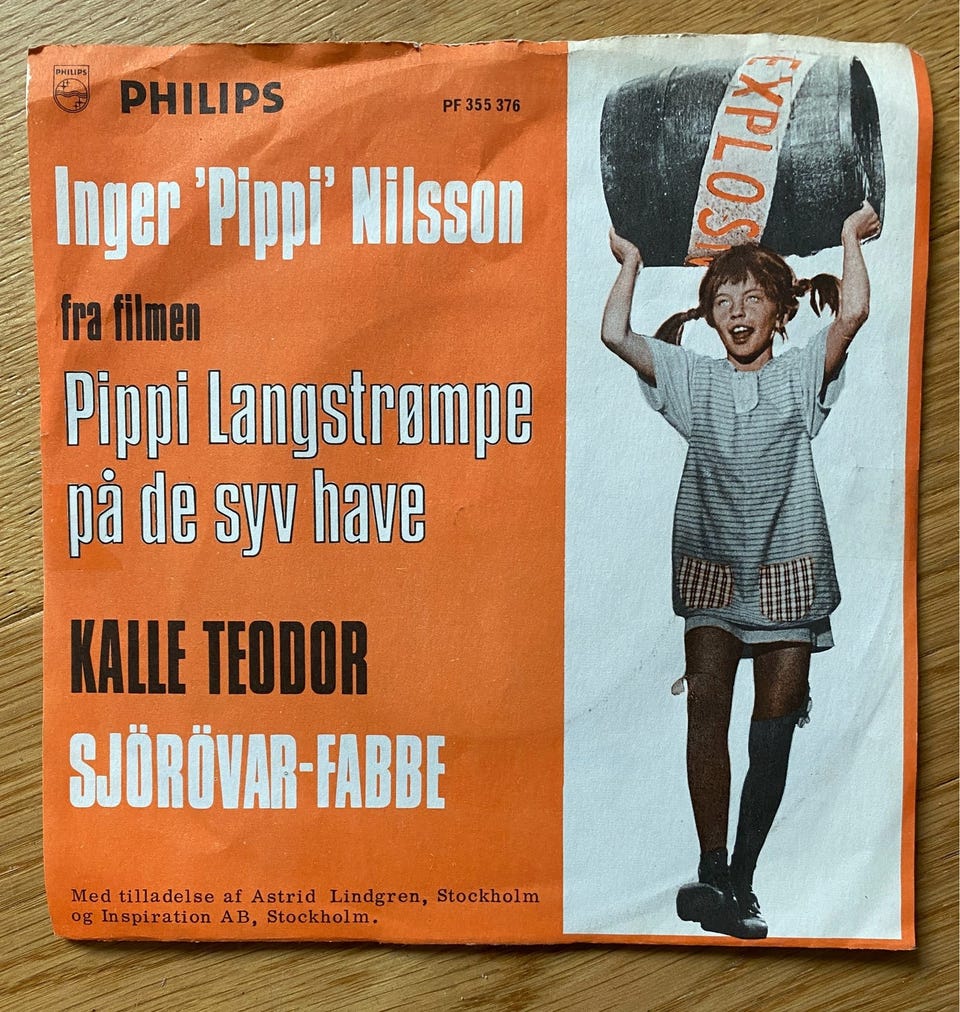 PHILIPS
PHILIPS
PF 355 376
Inger 'Pippi' Nilsson
fra filmen
Pippi Langstrømpe
på de syv have
KALLE TEODOR
SJÖRÖVAR-FABBE
Med tilladelse af Astrid Lindgren, Stockholm
og Inspiration AB, Stockholm.
EXPLOSI